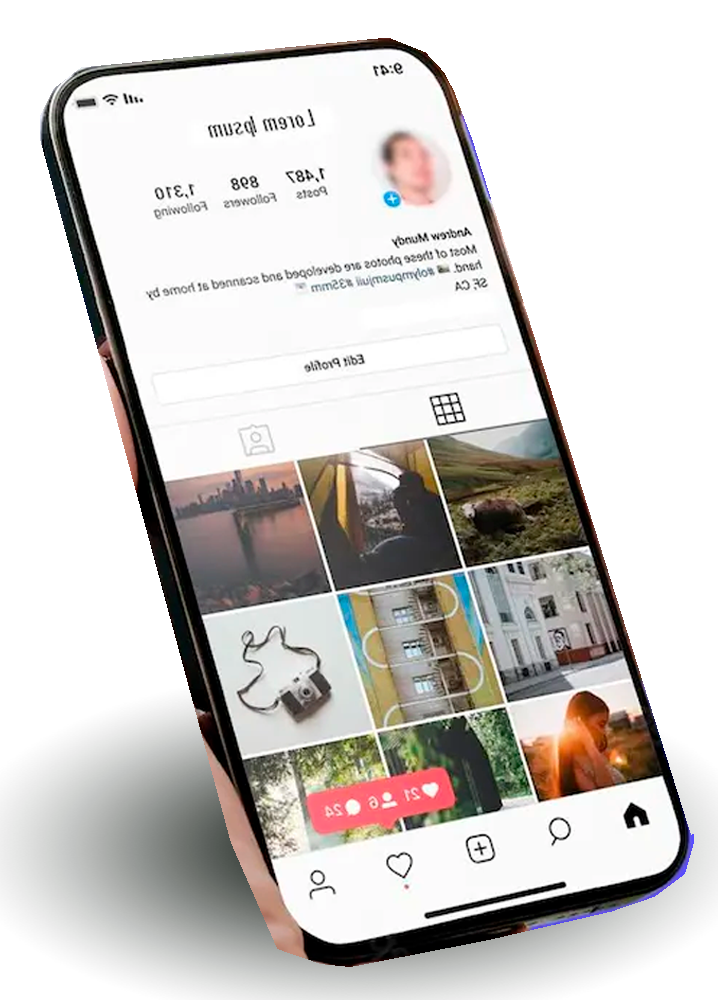 9:41
Lorem Ipsum
1,487 898 1,310
Posts Followers Following
Andrew Mundy
Most of these photos are developed and scanned at home by
hand. #olympusmjuii #35mm
SF, CA
Edit Profile
21 6 24